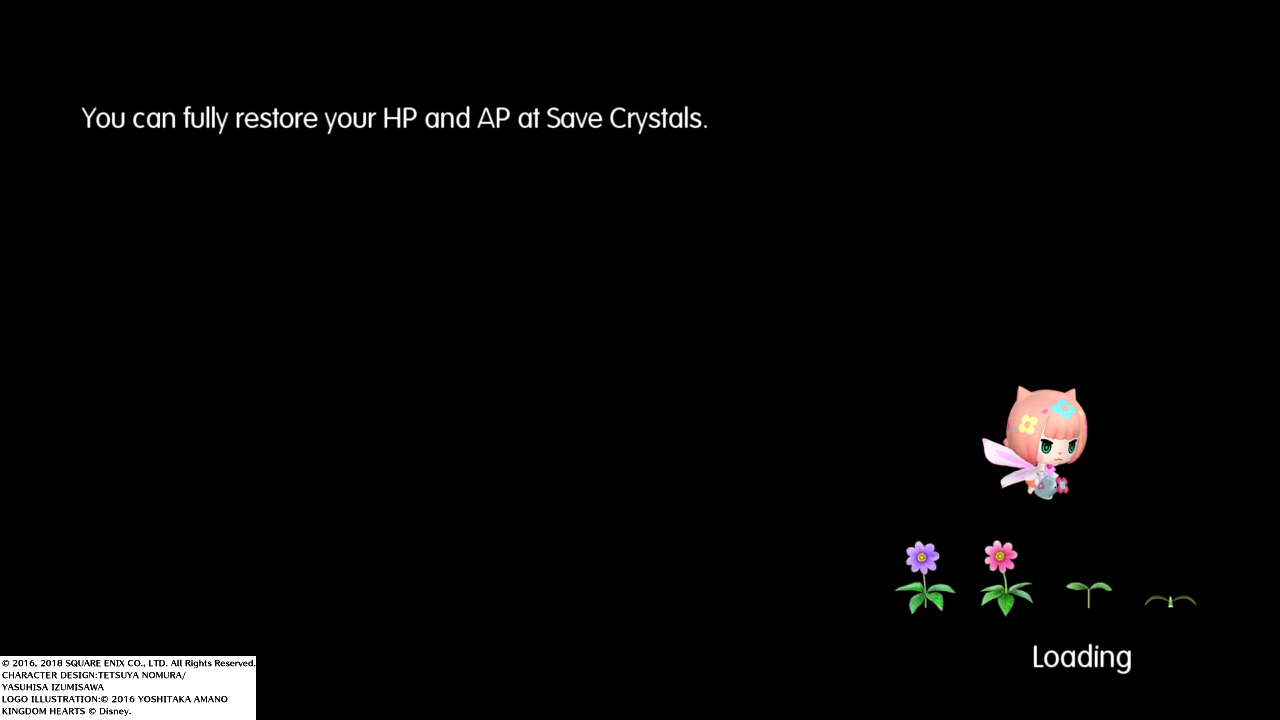 You can fully restore your HP and AP at Save Crystals.
Loading
© 2016, 2018 SQUARE ENIX CO., LTD. All Rights Reserved.
CHARACTER DESIGN:TETSUYA NOMURA/
YASUHISA IZUMISAWA
LOGO ILLUSTRATION:© 2016 YOSHITAKA AMANO
KINGDOM HEARTS © Disney.